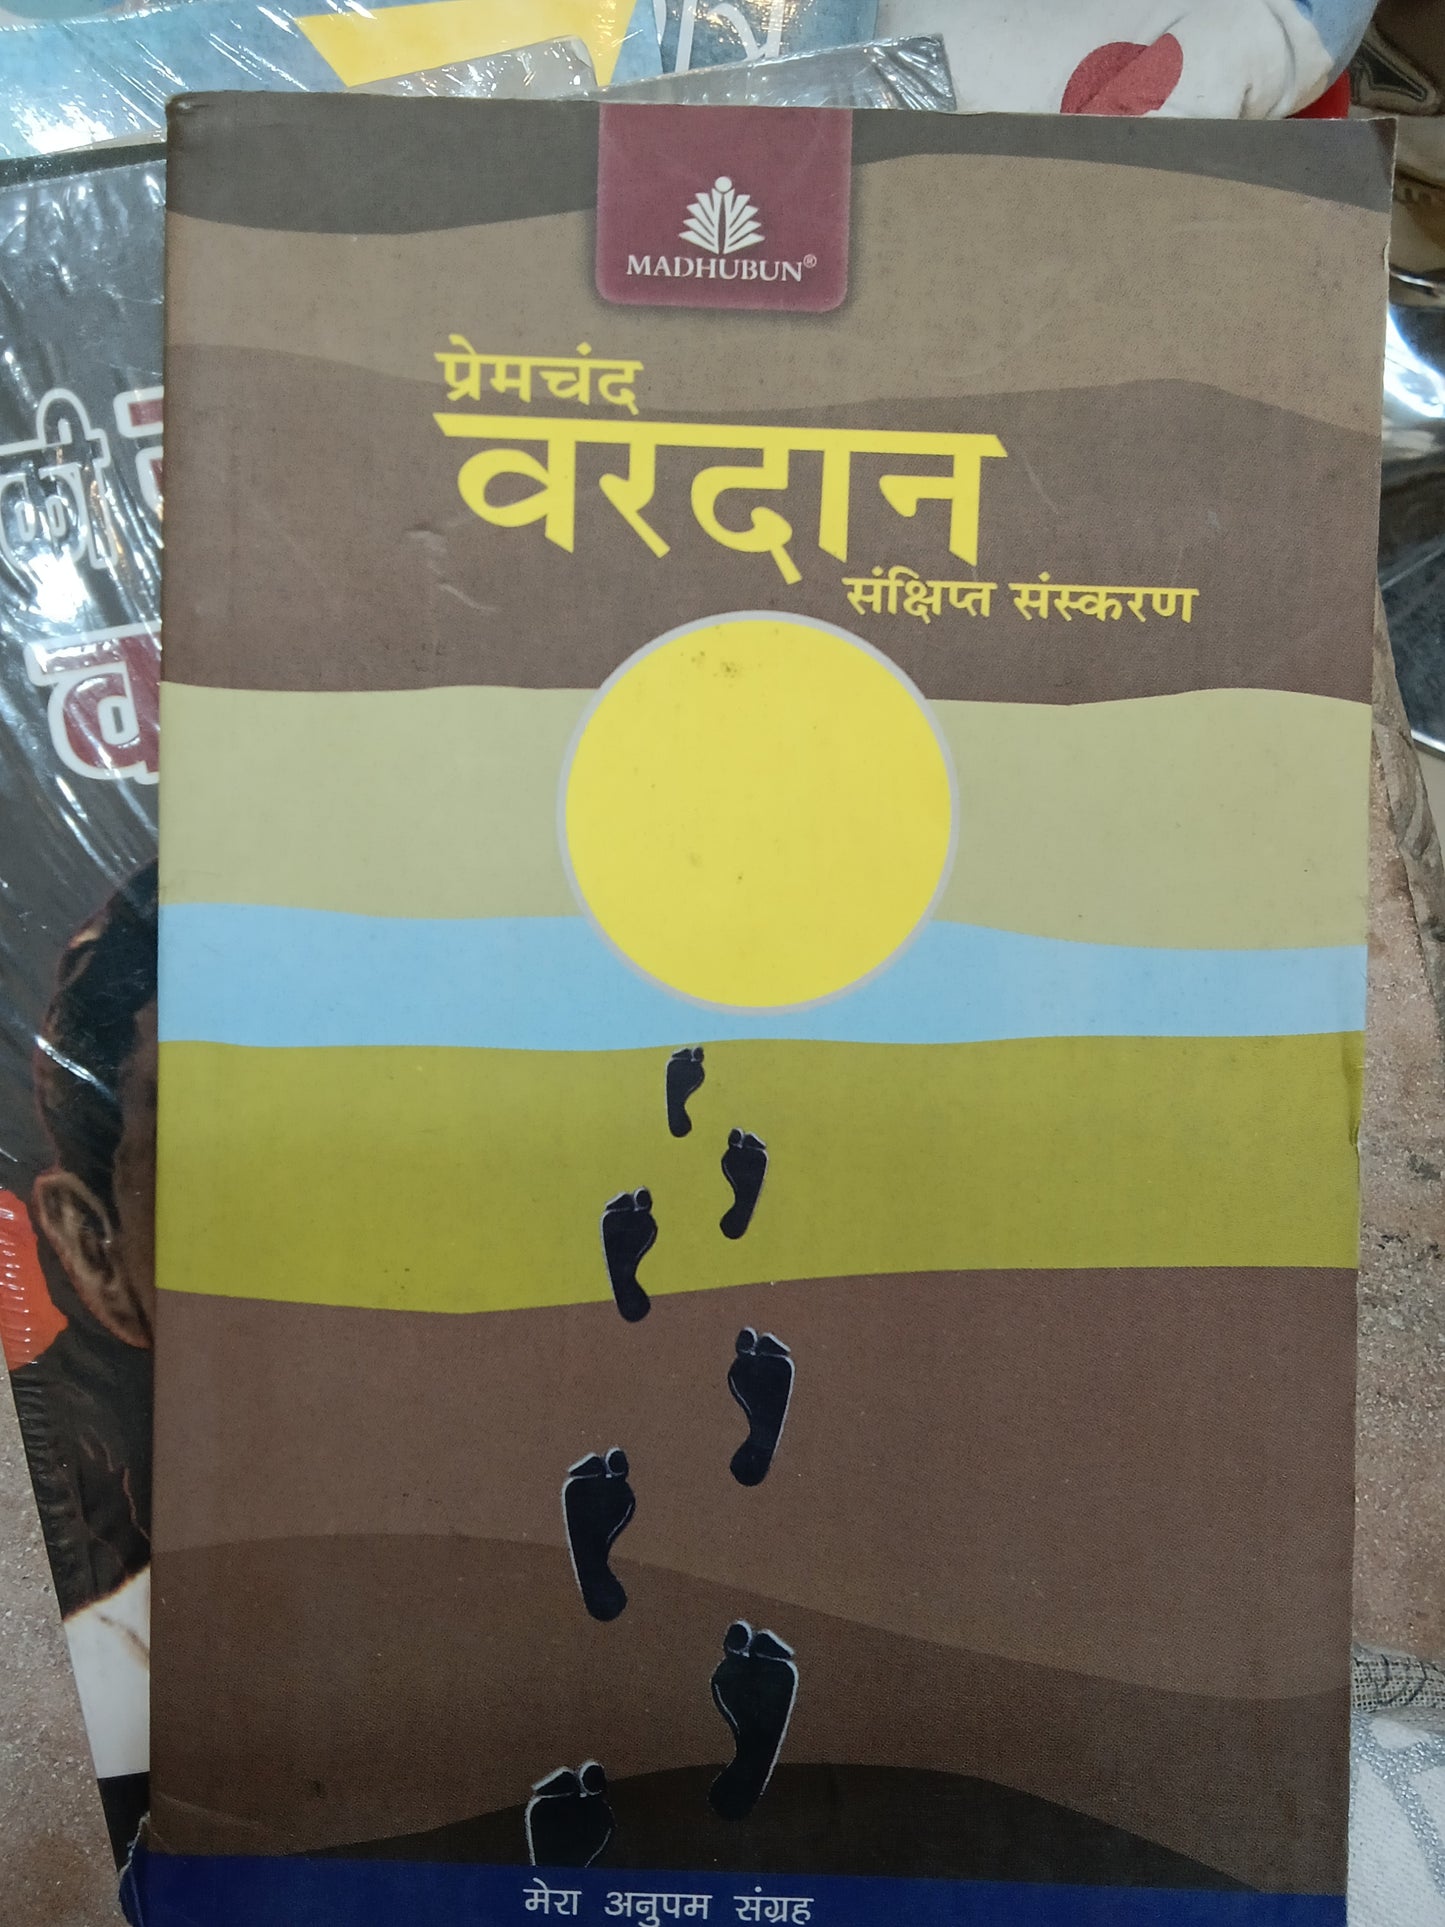 MADHUBUN®
प्रेमचंद
वरदान
संक्षिप्त संस्करण
मेरा अनुपम संग्रह
की